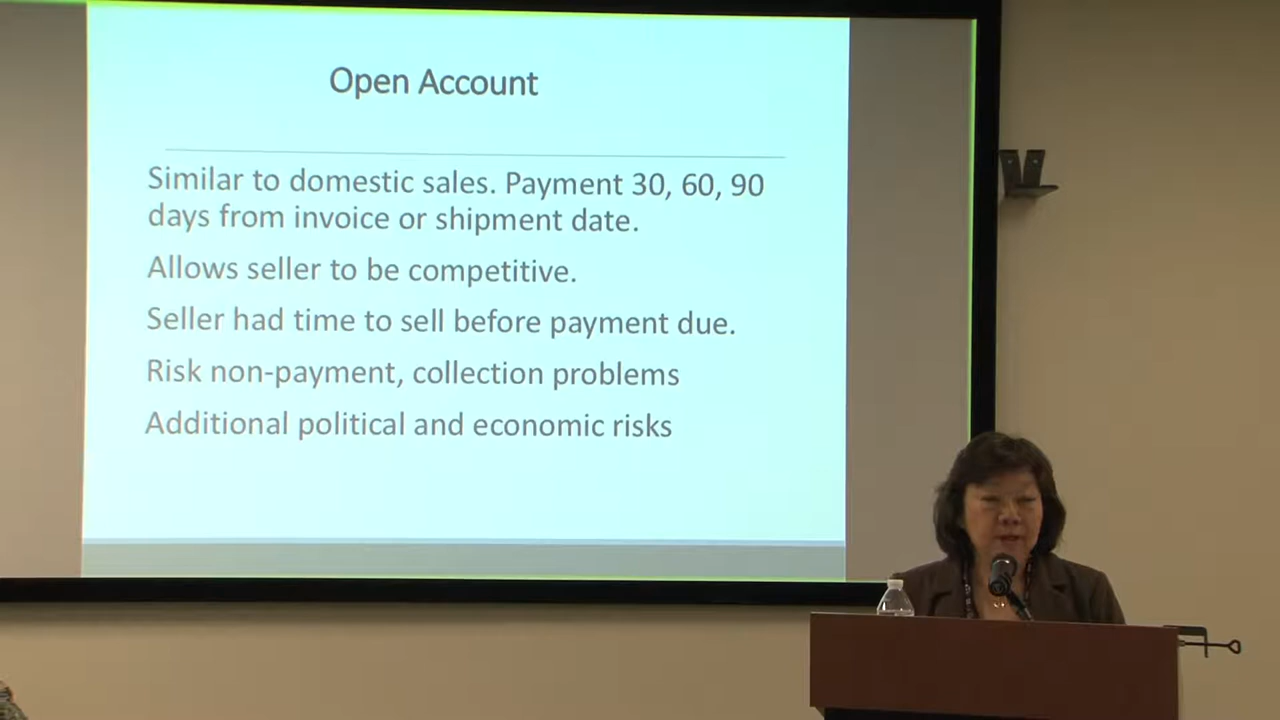 Open Account
Similar to domestic sales. Payment 30, 60, 90
days from invoice or shipment date.
Allows seller to be competitive.
Seller had time to sell before payment due.
Risk non-payment, collection problems
Additional political and economic risks